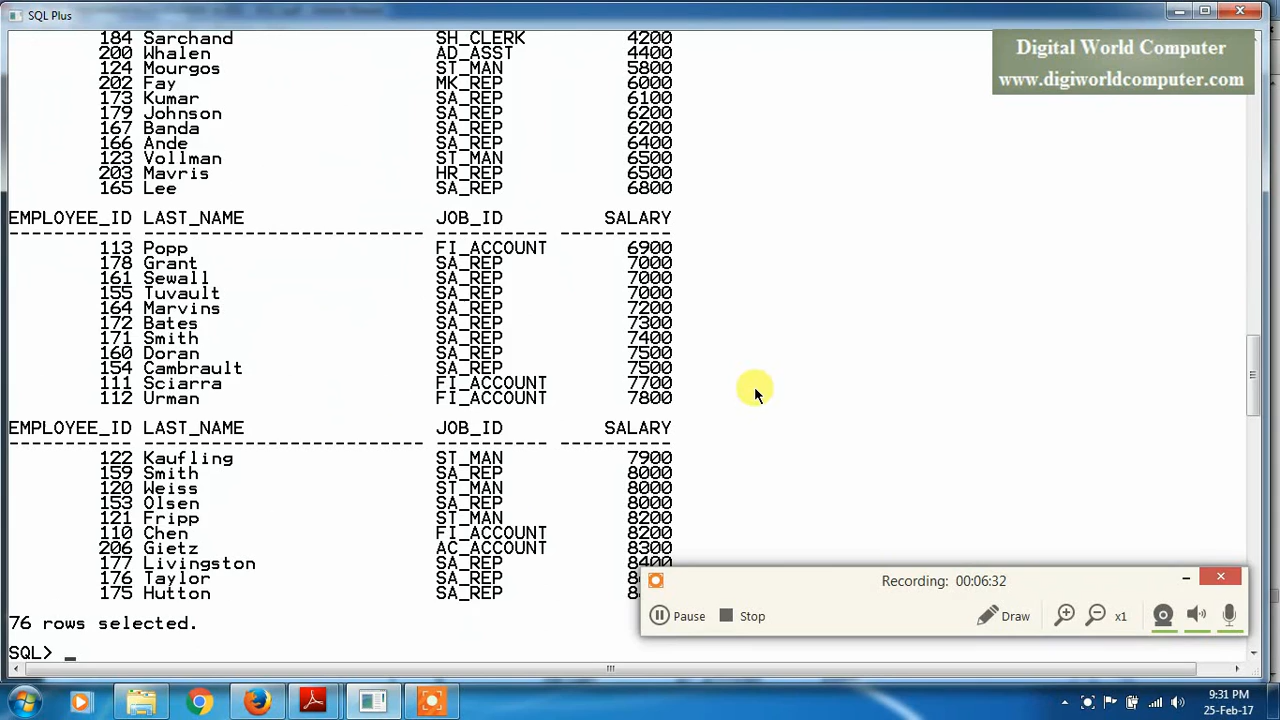 SQL Plus
Digital World Computer
www.digiworldcomputer.com
184 Sarchand SH_CLERK 4200
200 Whalen AD_ASST 4400
124 Mourgos ST_MAN 5800
202 Fay MK_REP 6000
173 Kumar SA_REP 6100
179 Johnson SA_REP 6200
167 Banda SA_REP 6200
166 Ande SA_REP 6400
123 Vollman ST_MAN 6500
203 Mavris HR_REP 6500
165 Lee SA_REP 6800
EMPLOYEE_ID LAST_NAME JOB_ID SALARY
113 Popp FI_ACCOUNT 6900
178 Grant SA_REP 7000
161 Sewall SA_REP 7000
155 Tuvault SA_REP 7000
164 Marvins SA_REP 7200
172 Bates SA_REP 7300
171 Smith SA_REP 7400
160 Doran SA_REP 7500
154 Cambrault SA_REP 7500
111 Sciarra FI_ACCOUNT 7700
112 Urman FI_ACCOUNT 7800
EMPLOYEE_ID LAST_NAME JOB_ID SALARY
122 Kaufling ST_MAN 7900
159 Smith SA_REP 8000
120 Weiss ST_MAN 8000
153 Olsen SA_REP 8000
121 Fripp ST_MAN 8200
110 Chen FI_ACCOUNT 8200
206 Gietz AC_ACCOUNT 8300
177 Livingston SA_REP 8400
176 Taylor SA_REP
175 Hutton SA_REP
76 rows selected.
SQL> _
Recording: 00:06:32
Pause Stop Draw x1
9:31 PM
25-Feb-17